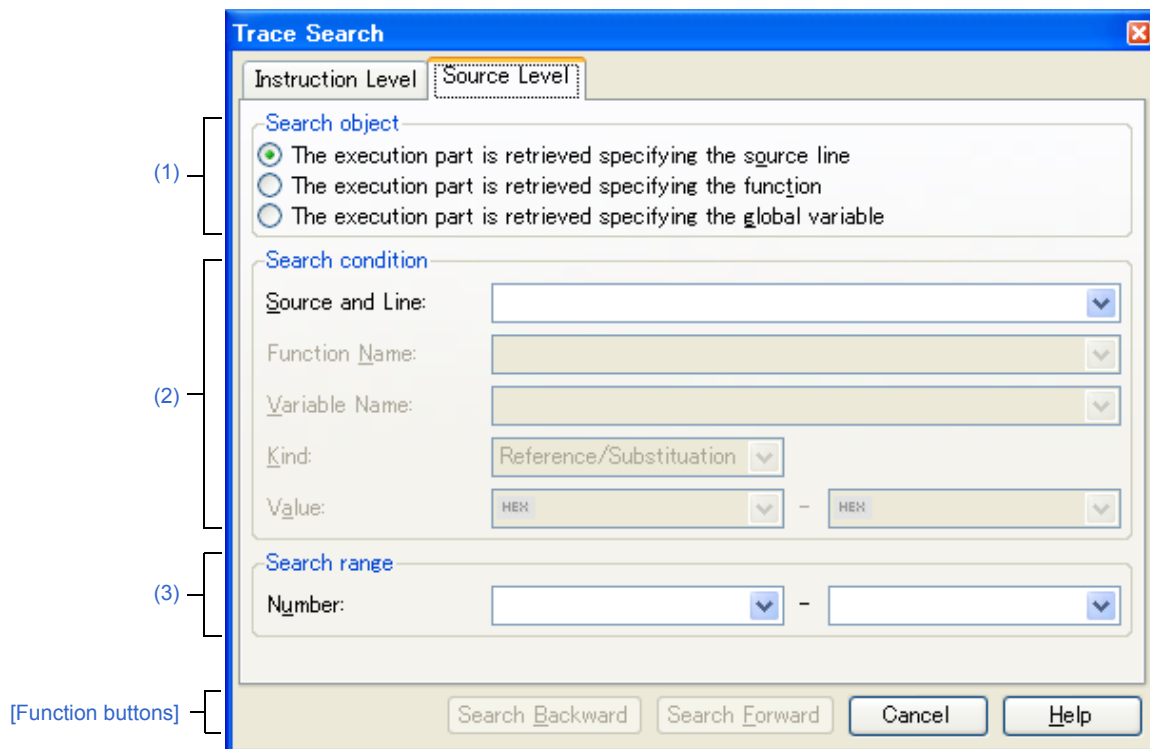 Trace Search
Instruction Level Source Level
(1)
Search object
The execution part is retrieved specifying the source line
The execution part is retrieved specifying the function
The execution part is retrieved specifying the global variable
(2)
Search condition
Source and Line:
Function Name:
Variable Name:
Kind: Reference/Substituation
Value: HEX - HEX
(3)
Search range
Number: -
[Function buttons]
Search Backward Search Forward Cancel Help